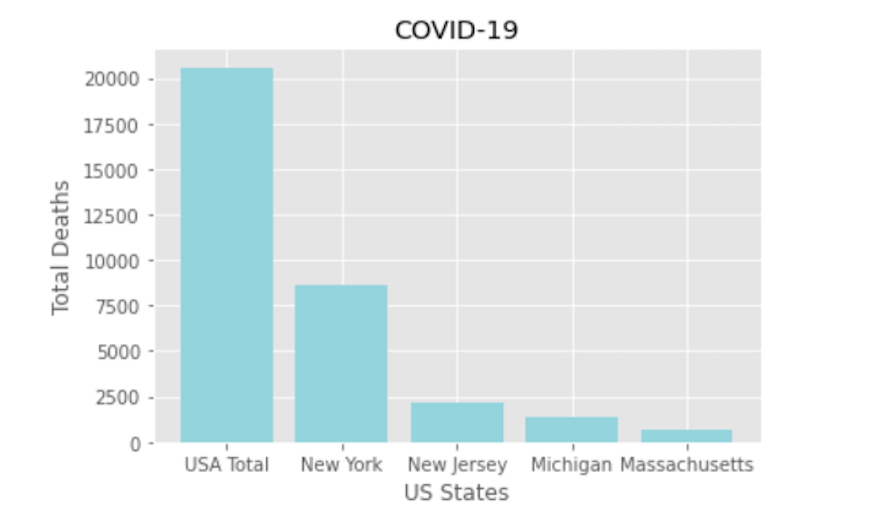 COVID-19
Total Deaths
20000
17500
15000
12500
10000
7500
5000
2500
0
USA Total
New York
New Jersey
Michigan
Massachusetts
US States